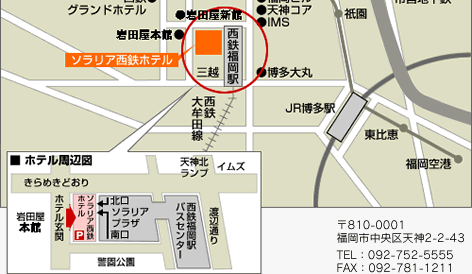 西鉄
グランドホテル
岩田屋新館
福岡ビル
天神コア
IMS
祇園
岩田屋本館
ソラリア西鉄ホテル
三越
西鉄福岡駅
博多大丸
西鉄
大牟田線
JR博多駅
東比恵
福岡空港
■ ホテル周辺図
天神北
ランプ
イムズ
きらめきどおり
岩田屋
本館
ホテル玄関
ソラリア西鉄
ホテル
P
北口
ソラリア
プラザ
南口
西鉄福岡駅
バスセンター
渡辺通り
警固公園
〒810-0001
福岡市中央区天神2-2-43
TEL：092-752-5555
FAX：092-781-1211